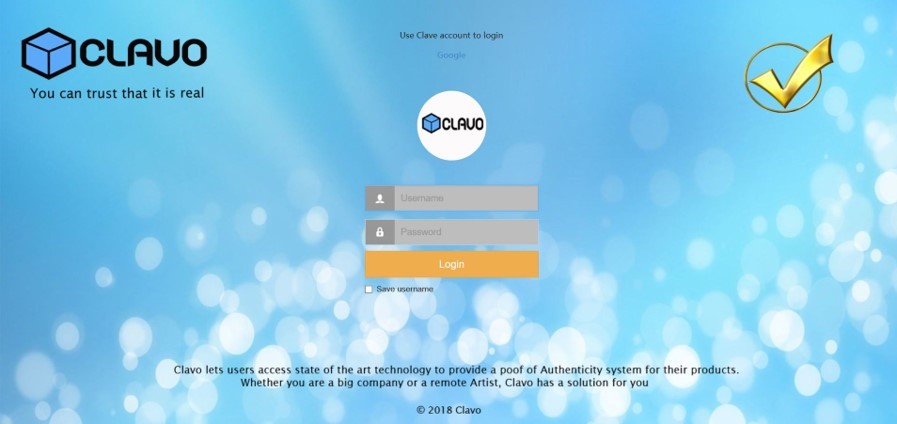 CLAVO
You can trust that it is real
Use Clave account to login
Google
CLAVO
Username
Password
Login
Save username
Clavo lets users access state of the art technology to provide a poof of Authenticity system for their products.
Whether you are a big company or a remote Artist, Clavo has a solution for you
© 2018 Clavo